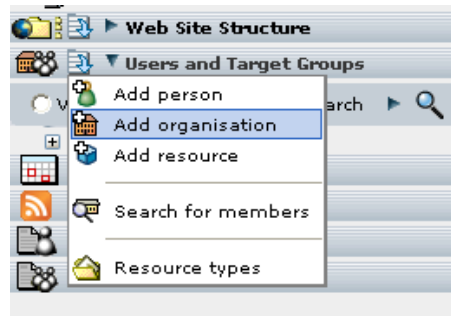 Web Site Structure
Users and Target Groups
Add person
V arch
Add organisation
Add resource
Search for members
Resource types